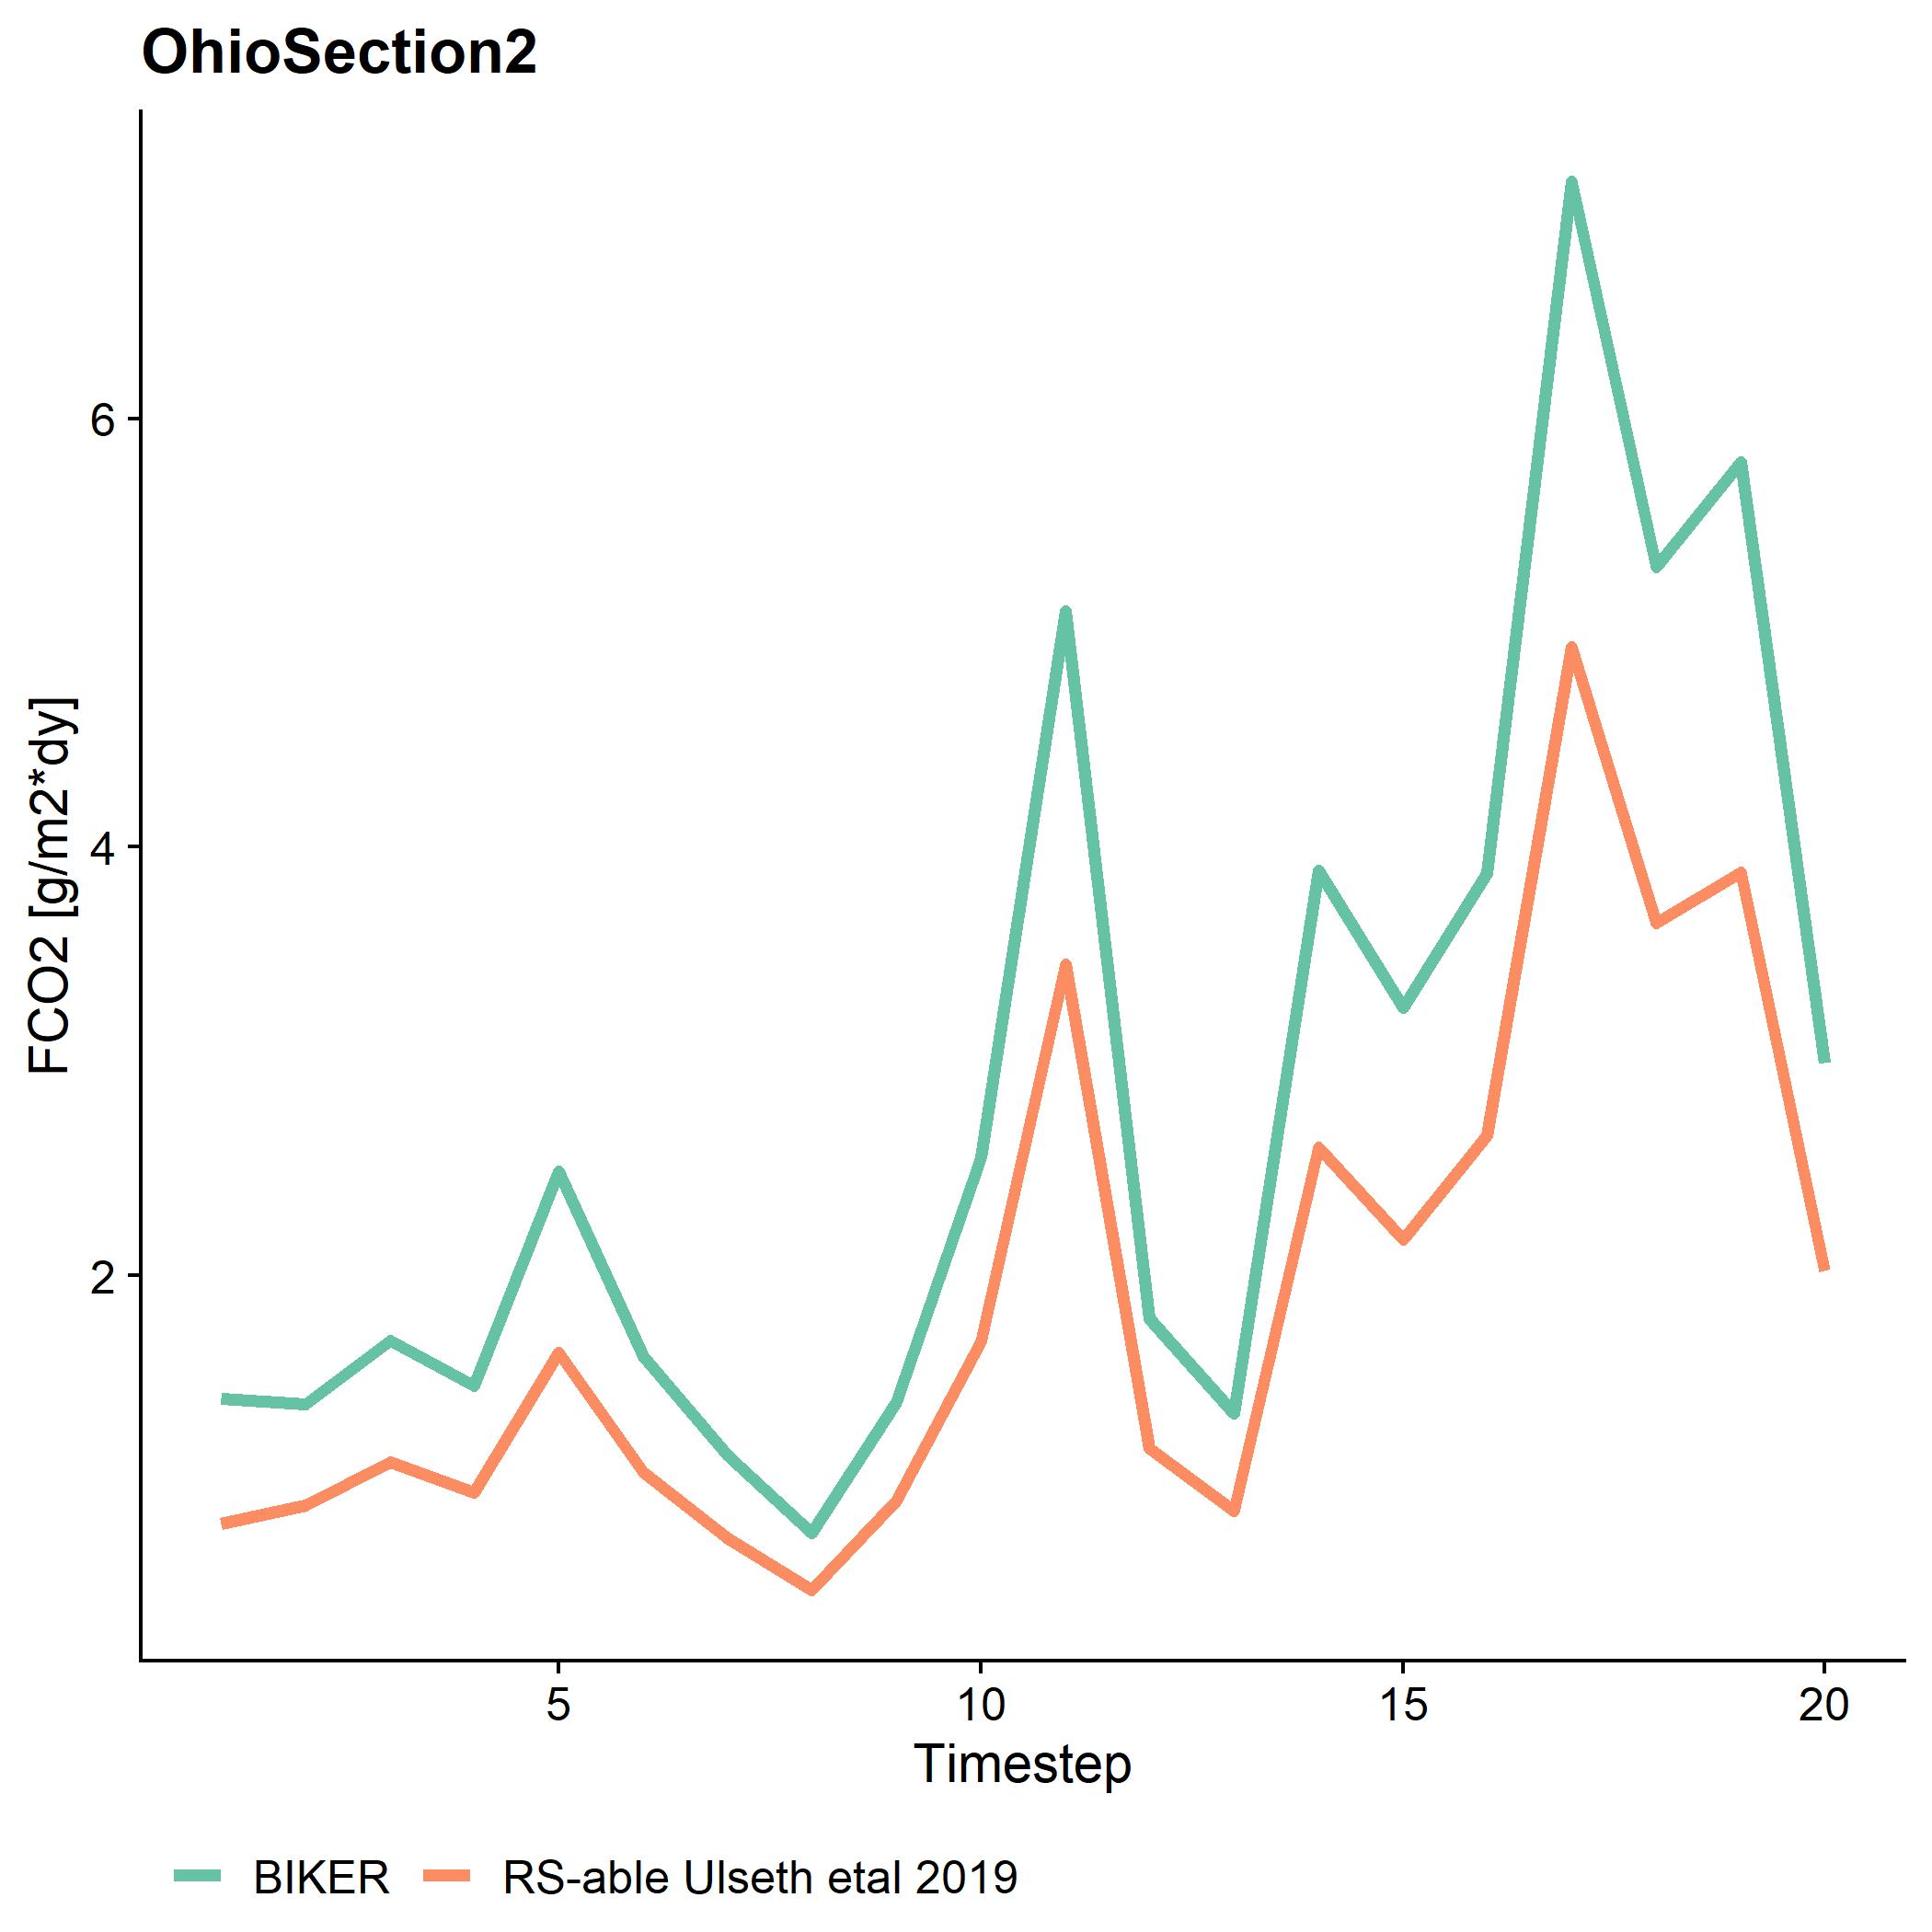 OhioSection2
FCO2 [g/m2*dy]
6
4
2
5 10 15 20
Timestep
BIKER RS-able Ulseth etal 2019